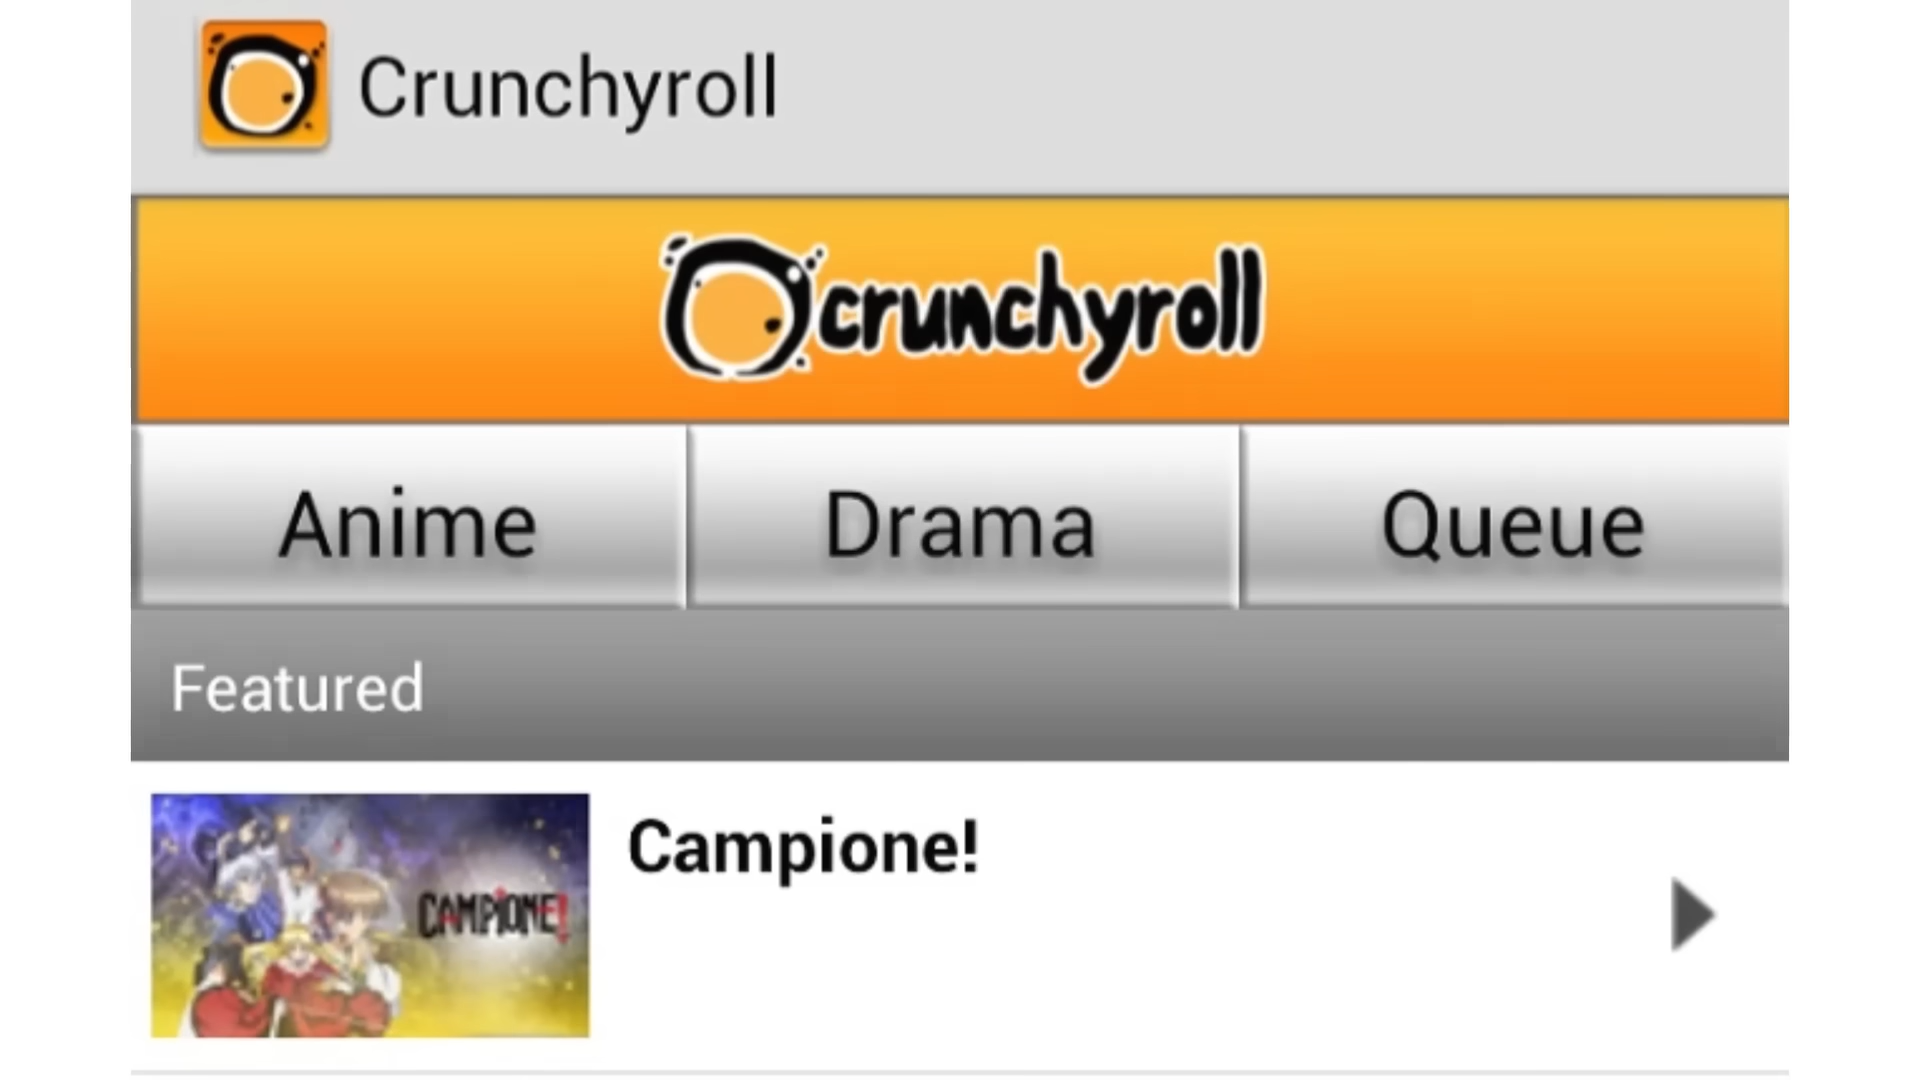 Crunchyroll
crunchyroll
Anime Drama Queue
Featured
Campione!
CAMPIONE!